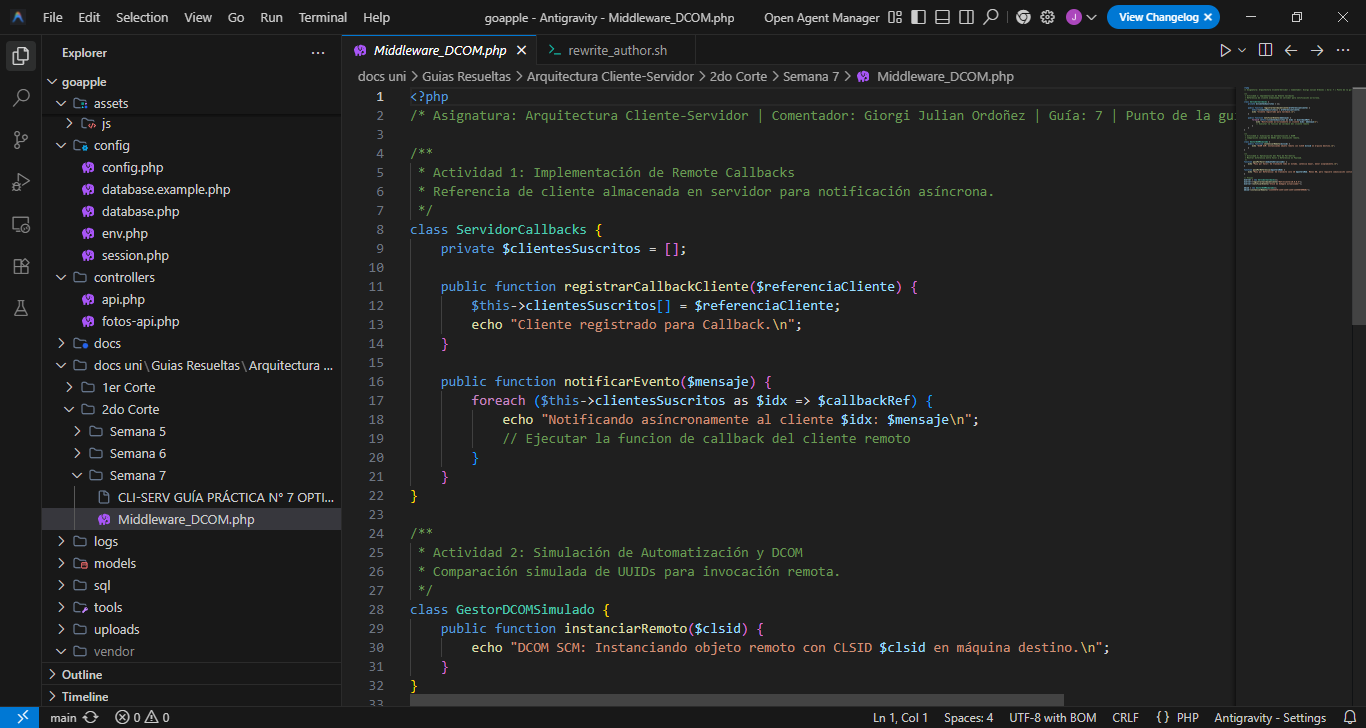 File Edit Selection View Go Run Terminal Help goapple - Antigravity - Middleware_DCOM.php Open Agent Manager J View Changelog ×
Explorer
goapple
assets
js
config
config.php
database.example.php
database.php
env.php
session.php
controllers
api.php
fotos-api.php
docs
docs uni\Guias Resueltas\Arquitectura ...
1er Corte
2do Corte
Semana 5
Semana 6
Semana 7
CLI-SERV GUÍA PRÁCTICA N° 7 OPTI...
Middleware_DCOM.php
logs
models
sql
tools
uploads
vendor
Outline
Timeline
Middleware_DCOM.php rewrite_author.sh
docs uni > Guias Resueltas > Arquitectura Cliente-Servidor > 2do Corte > Semana 7 > Middleware_DCOM.php
1 <?php
2 /* Asignatura: Arquitectura Cliente-Servidor | Comentador: Giorgi Julian Ordoñez | Guía: 7 | Punto de la gu
3
4 /**
5 * Actividad 1: Implementación de Remote Callbacks
6 * Referencia de cliente almacenada en servidor para notificación asíncrona.
7 */
8 class ServidorCallbacks {
9 private $clientesSuscritos = [];
10
11 public function registrarCallbackCliente($referenciaCliente) {
12 $this->clientesSuscritos[] = $referenciaCliente;
13 echo "Cliente registrado para Callback.\n";
14 }
15
16 public function notificarEvento($mensaje) {
17 foreach ($this->clientesSuscritos as $idx => $callbackRef) {
18 echo "Notificando asíncronamente al cliente $idx: $mensaje\n";
19 // Ejecutar la funcion de callback del cliente remoto
20 }
21 }
22 }
23
24 /**
25 * Actividad 2: Simulación de Automatización y DCOM
26 * Comparación simulada de UUIDs para invocación remota.
27 */
28 class GestorDCOMSimulado {
29 public function instanciarRemoto($clsid) {
30 echo "DCOM SCM: Instanciando objeto remoto con CLSID $clsid en máquina destino.\n";
31 }
32 }
33
main 0 0 Ln 1, Col 1 Spaces: 4 UTF-8 with BOM CRLF {} PHP Antigravity - Settings